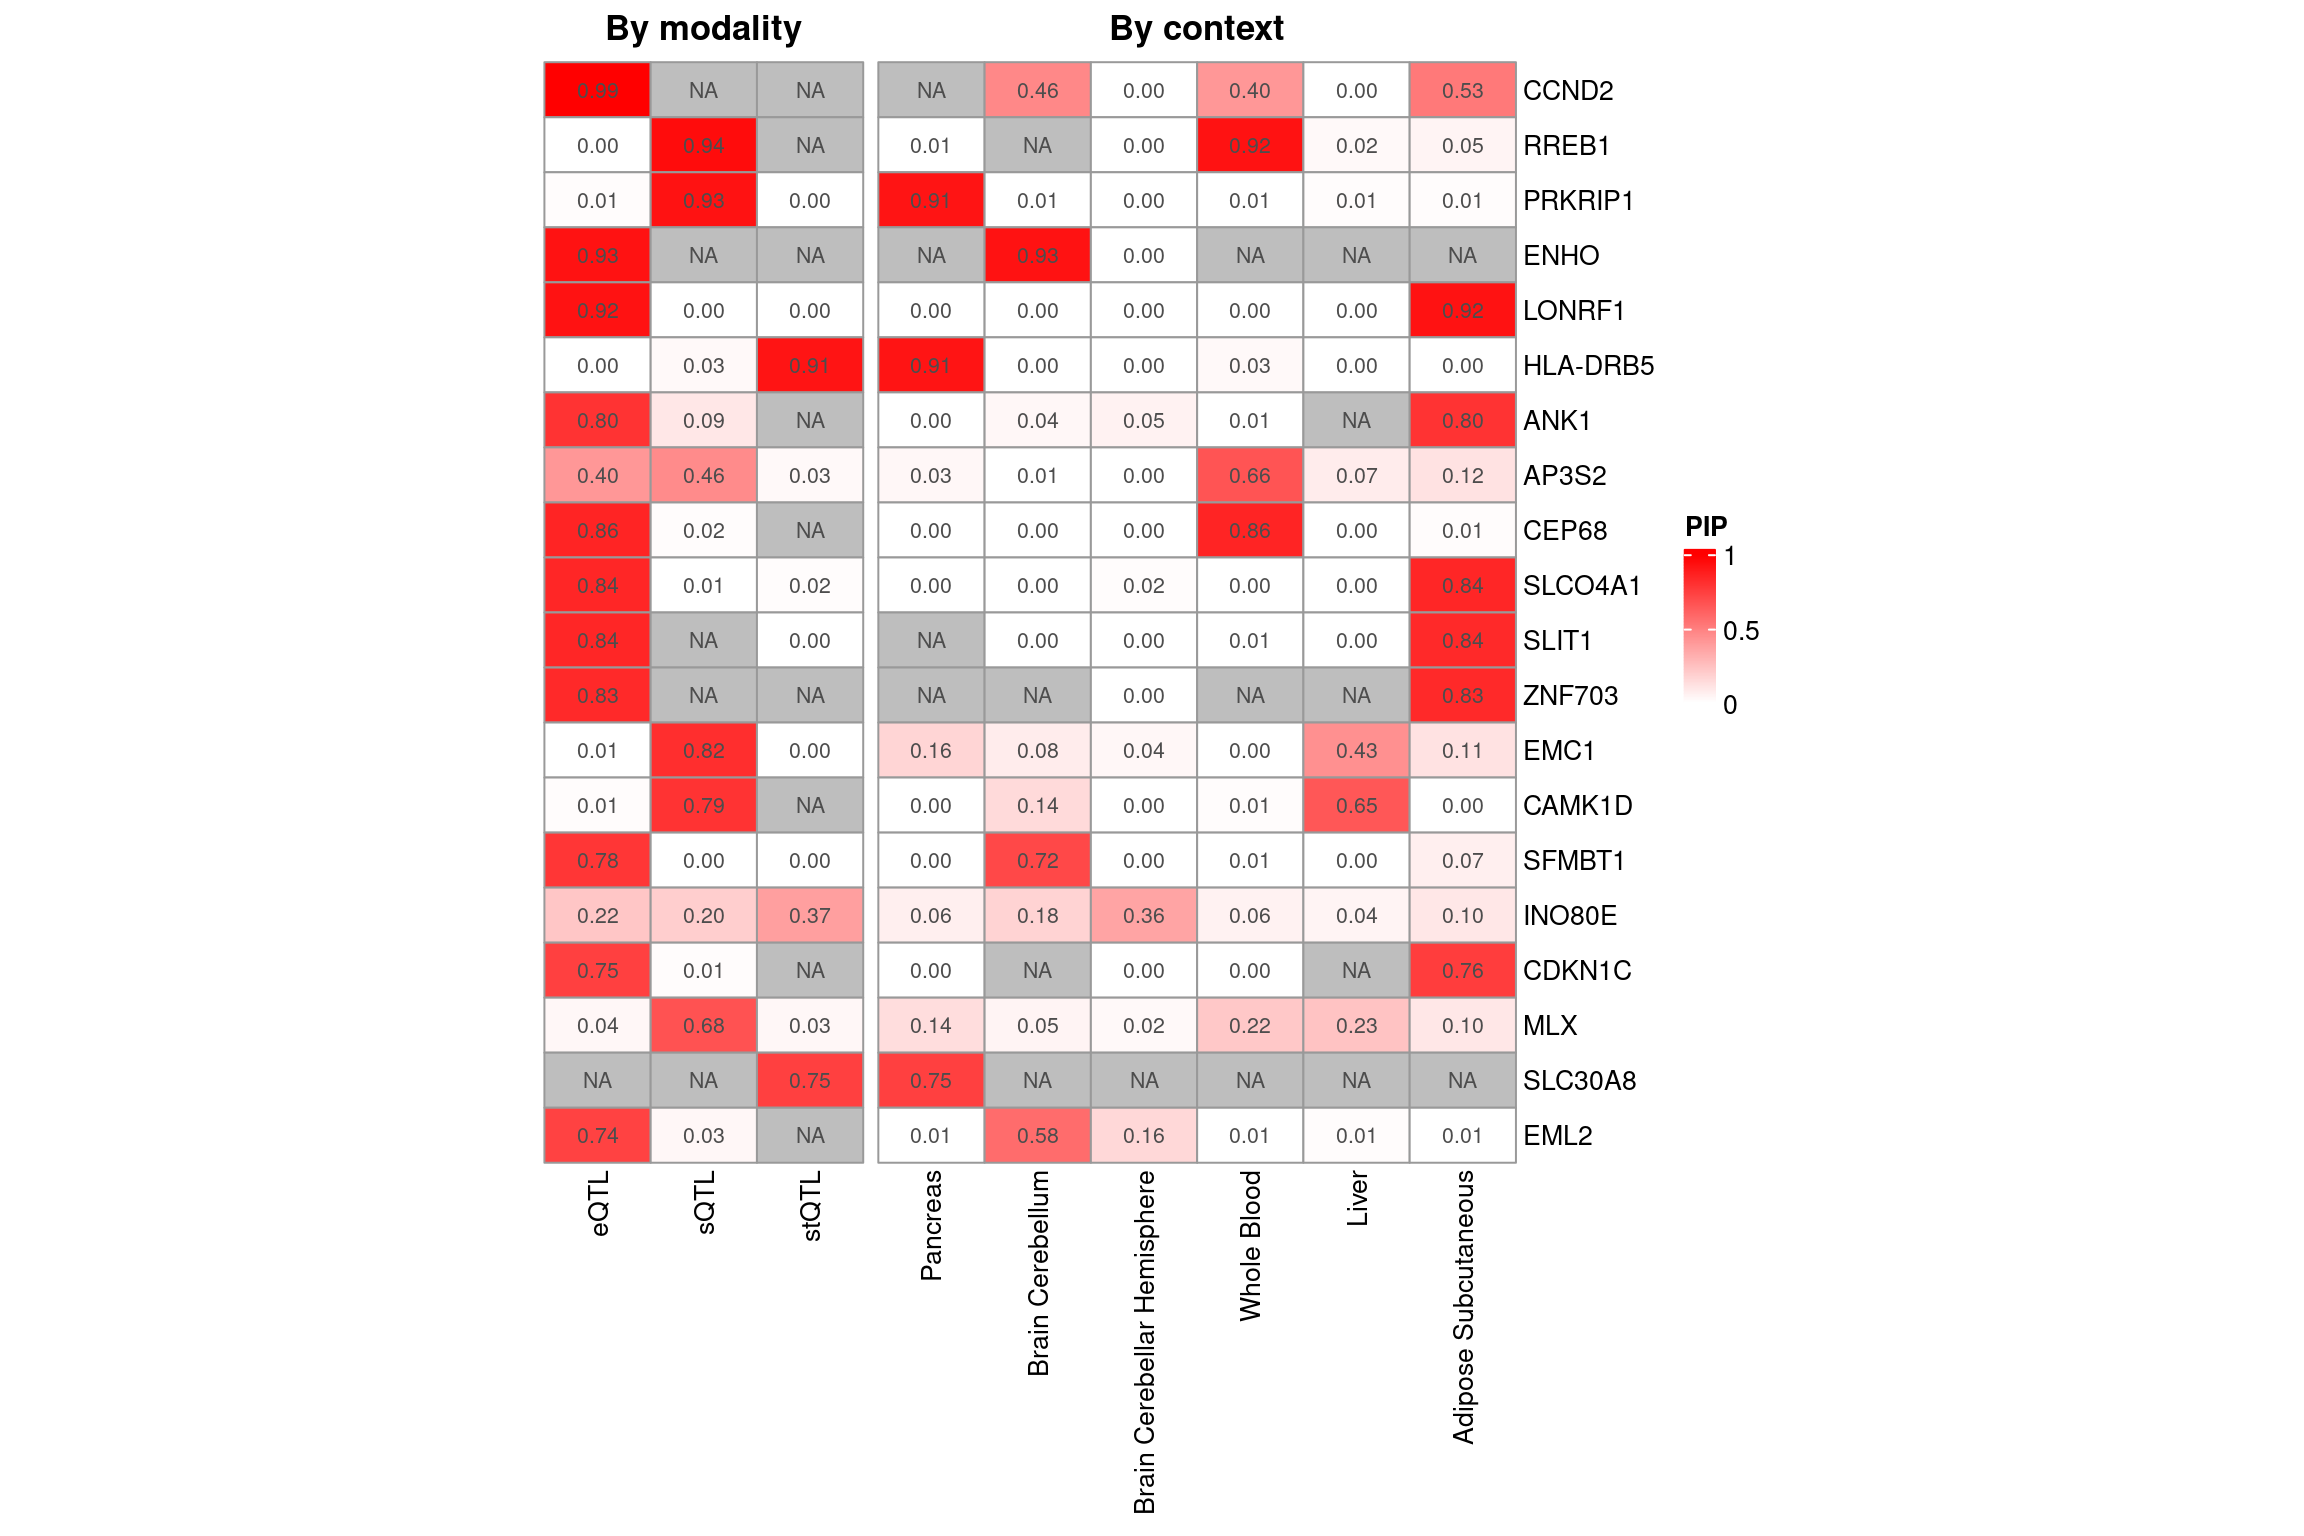 By modality By context
0.99 NA NA NA 0.46 0.00 0.40 0.00 0.53 CCND2
0.00 0.94 NA 0.01 NA 0.00 0.92 0.02 0.05 RREB1
0.01 0.93 0.00 0.91 0.01 0.00 0.01 0.01 0.01 PRKRIP1
0.93 NA NA NA 0.93 0.00 NA NA NA ENHO
0.92 0.00 0.00 0.00 0.00 0.00 0.00 0.00 0.92 LONRF1
0.00 0.03 0.91 0.91 0.00 0.00 0.03 0.00 0.00 HLA-DRB5
0.80 0.09 NA 0.00 0.04 0.05 0.01 NA 0.80 ANK1
0.40 0.46 0.03 0.03 0.01 0.00 0.66 0.07 0.12 AP3S2
0.86 0.02 NA 0.00 0.00 0.00 0.86 0.00 0.01 CEP68
0.84 0.01 0.02 0.00 0.00 0.02 0.00 0.00 0.84 SLCO4A1
0.84 NA 0.00 NA 0.00 0.00 0.01 0.00 0.84 SLIT1
0.83 NA NA NA NA 0.00 NA NA 0.83 ZNF703
0.01 0.82 0.00 0.16 0.08 0.04 0.00 0.43 0.11 EMC1
0.01 0.79 NA 0.00 0.14 0.00 0.01 0.65 0.00 CAMK1D
0.78 0.00 0.00 0.00 0.72 0.00 0.01 0.00 0.07 SFMBT1
0.22 0.20 0.37 0.06 0.18 0.36 0.06 0.04 0.10 INO80E
0.75 0.01 NA 0.00 NA 0.00 0.00 NA 0.76 CDKN1C
0.04 0.68 0.03 0.14 0.05 0.02 0.22 0.23 0.10 MLX
NA NA 0.75 0.75 NA NA NA NA NA SLC30A8
0.74 0.03 NA 0.01 0.58 0.16 0.01 0.01 0.01 EML2
eQTL
sQTL
stQTL
Pancreas
Brain Cerebellum
Brain Cerebellar Hemisphere
Whole Blood
Liver
Adipose Subcutaneous
PIP
1
0.5
0